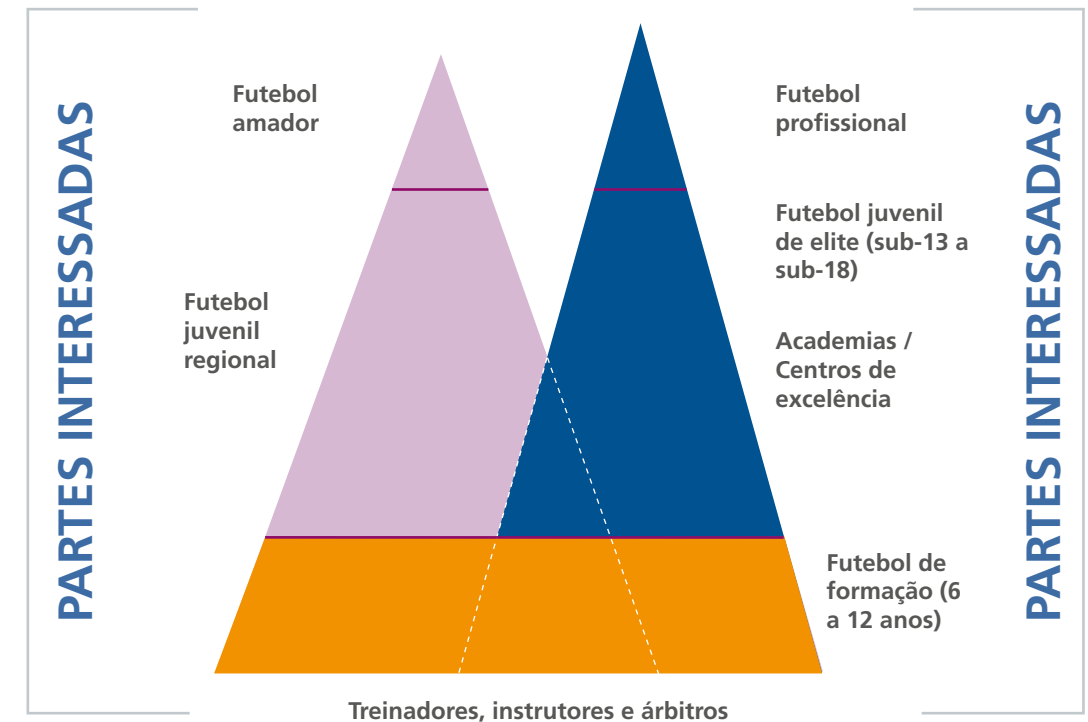 PARTES INTERESSADAS
Futebol
amador
Futebol
juvenil
regional
Futebol
profissional
Futebol juvenil
de elite (sub-13 a
sub-18)
Academias /
Centros de
excelência
Futebol de
formação (6
a 12 anos)
PARTES INTERESSADAS
Treinadores, instrutores e árbitros